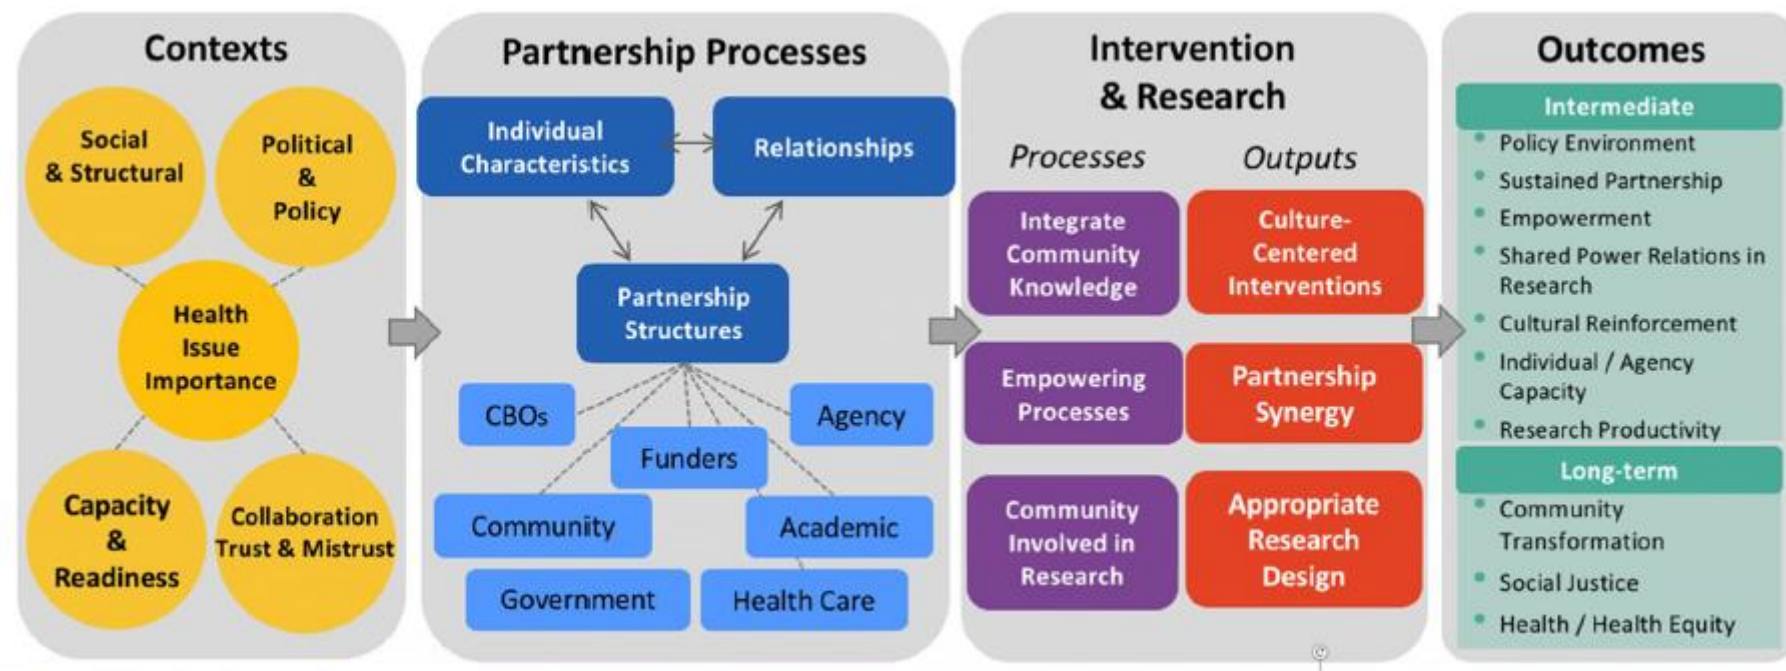 Contexts
Social
& Structural
Political
&
Policy
Health
Issue
Importance
Capacity
&
Readiness
Collaboration
Trust & Mistrust
Partnership Processes
Individual
Characteristics
Relationships
Partnership
Structures
CBOs
Agency
Funders
Community
Academic
Government
Health Care
Intervention
& Research
Processes
Outputs
Integrate
Community
Knowledge
Culture-
Centered
Interventions
Empowering
Processes
Partnership
Synergy
Community
Involved in
Research
Appropriate
Research
Design
Outcomes
Intermediate
• Policy Environment
• Sustained Partnership
• Empowerment
• Shared Power Relations in
Research
• Cultural Reinforcement
• Individual / Agency
Capacity
• Research Productivity
Long-term
• Community
Transformation
• Social Justice
• Health / Health Equity